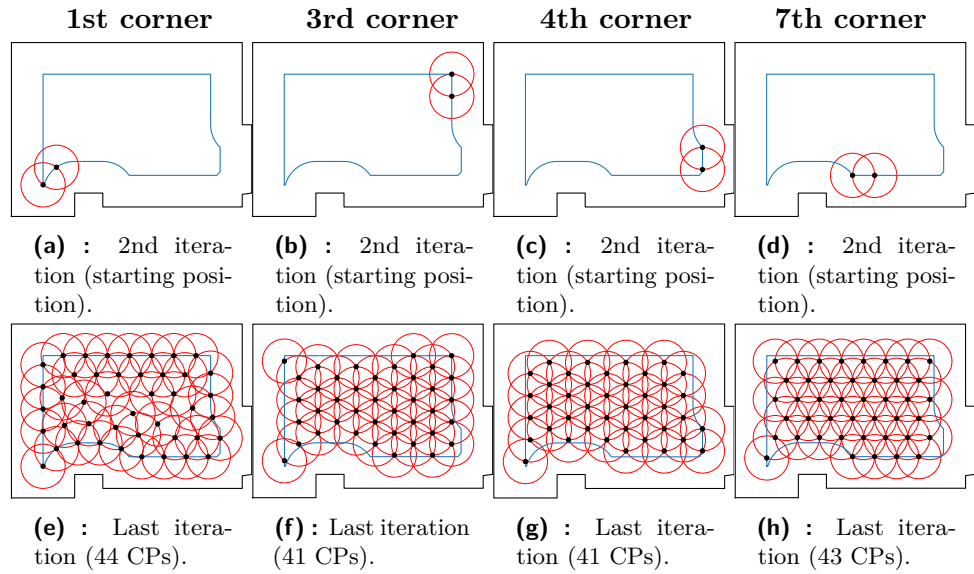 1st corner 3rd corner 4th corner 7th corner
(a) : 2nd itera-
tion (starting posi-
tion).
(b) : 2nd itera-
tion (starting posi-
tion).
(c) : 2nd itera-
tion (starting posi-
tion).
(d) : 2nd itera-
tion (starting posi-
tion).
(e) : Last itera-
tion (44 CPs).
(f) : Last iteration
(41 CPs).
(g) : Last itera-
tion (41 CPs).
(h) : Last itera-
tion (43 CPs).